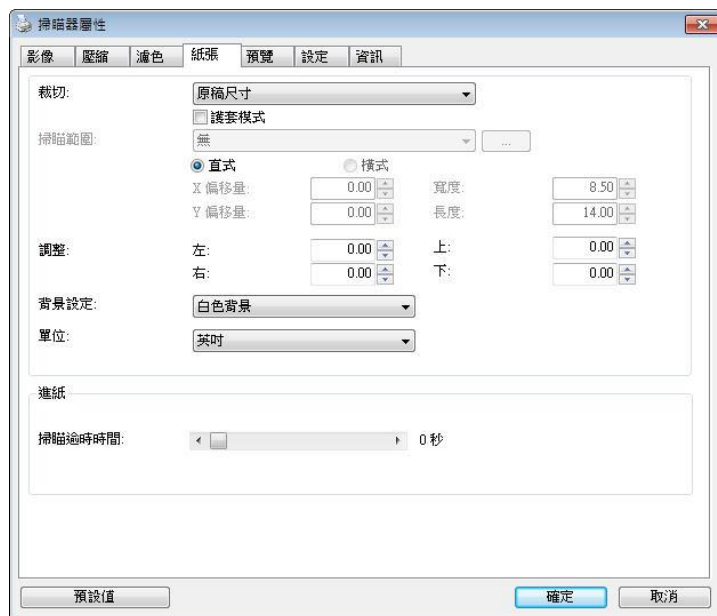 掃瞄器屬性
影像 壓縮 濾色 紙張 預覽 設定 資訊
裁切: 原稿尺寸
護套模式
掃瞄範圍: 無 ...
直式 橫式
X 偏移量: 0.00 寬度: 8.50
Y 偏移量: 0.00 長度: 14.00
調整: 左: 0.00 上: 0.00
右: 0.00 下: 0.00
背景設定: 白色背景
單位: 英吋
進紙
掃瞄逾時時間: 0 秒
預設值 確定 取消